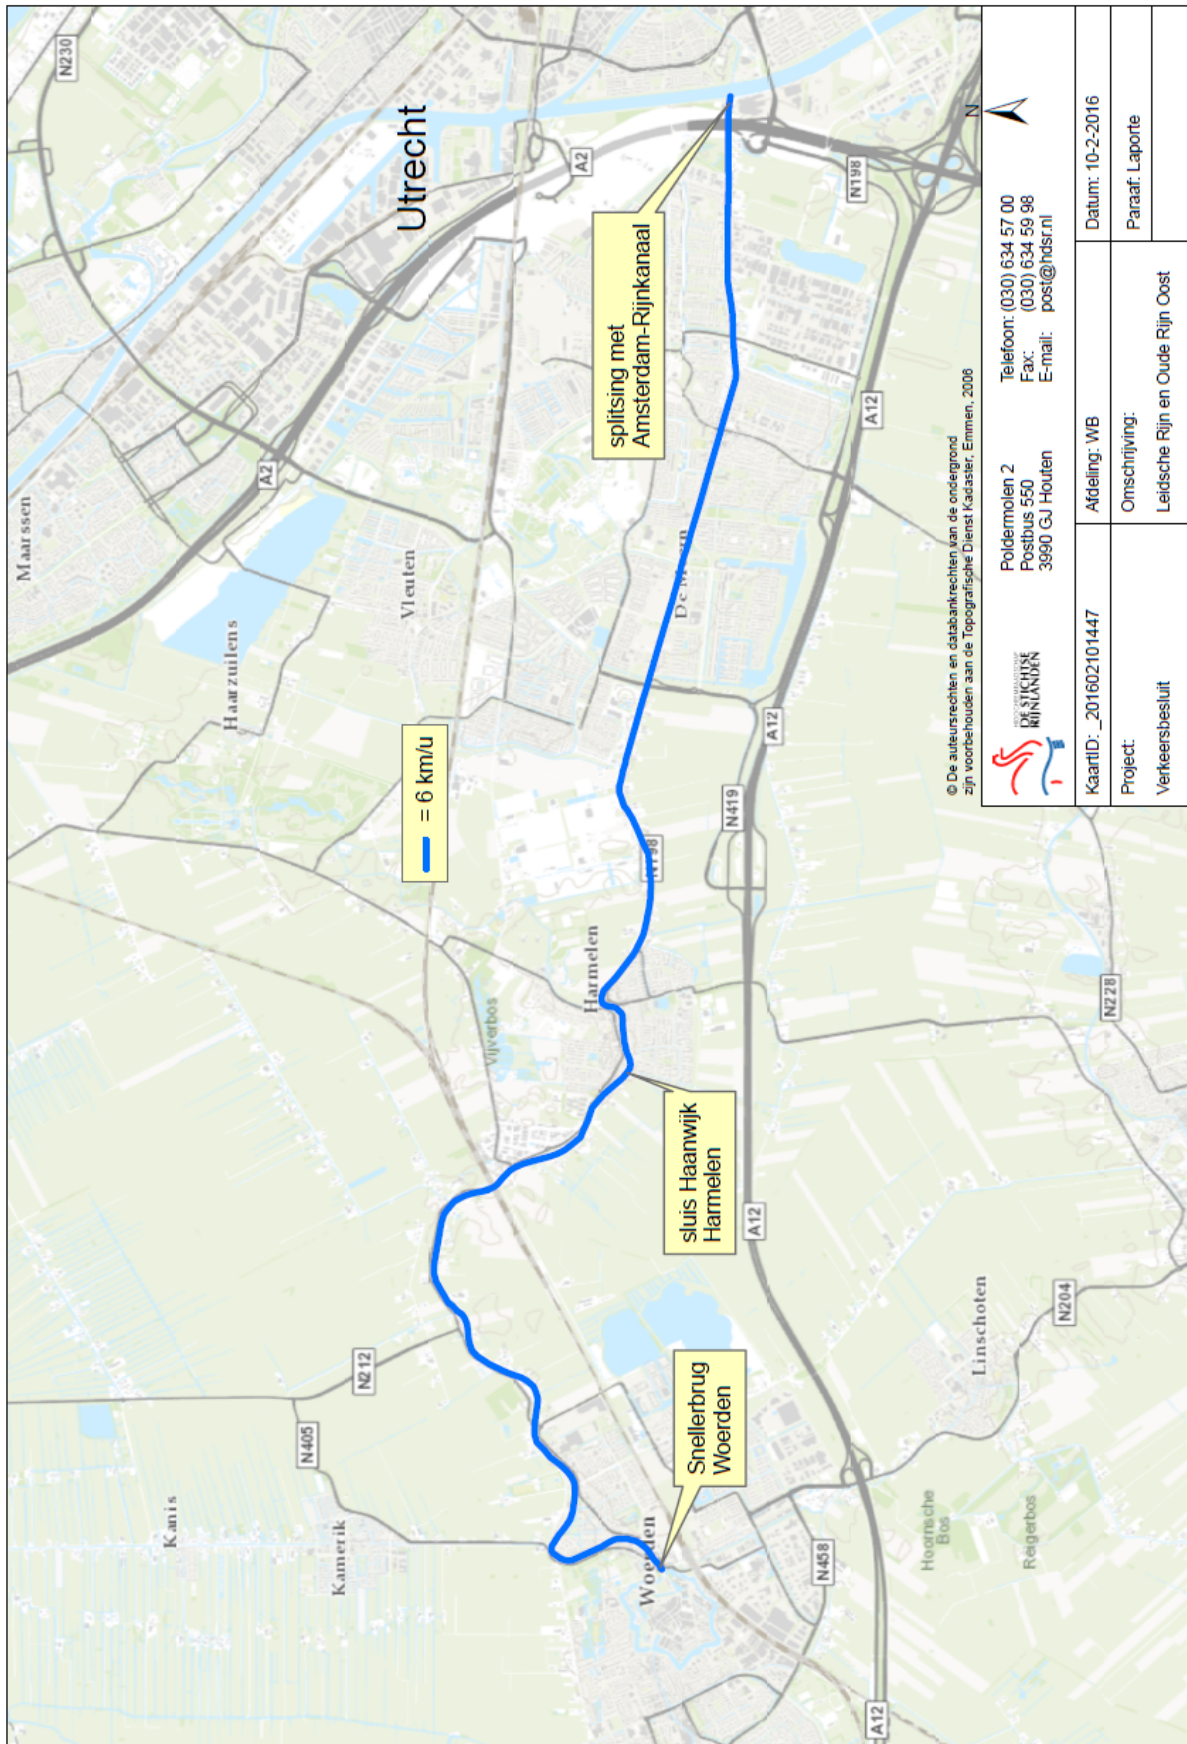 N230
Utrecht
Maarssen
A2
A2
Vleuten
Haarzuilens
= 6 km/u
splitsing met
Amsterdam-Rijnkanaal
N198
A12
De Meern
A12
N419
N198
Harmelen
Vijverbos
sluis Haanwijk
Harmelen
A12
N228
N212
N405
Kanis
Kamerik
Snellerbrug
Woerden
Woerden
Linschoten
N204
Hoornsche
Bos
Regerbos
N458
A12
© De auteursrechten en databankrechten van de ondergrond
zijn voorbehouden aan de Topografische Dienst Kadaster, Emmen, 2006
N
HOOGHEEMRAADSCHAP
DE STICHTSE
RIJNLANDEN
Poldermolen 2
Postbus 550
3990 GJ Houten
Telefoon: (030) 634 57 00
Fax: (030) 634 59 98
E-mail: post@hdsr.nl
KaartID: _201602101447
Afdeling: WB
Datum: 10-2-2016
Project:
Omschrijving:
Paraaf: Laporte
Verkeersbesluit
Leidsche Rijn en Oude Rijn Oost